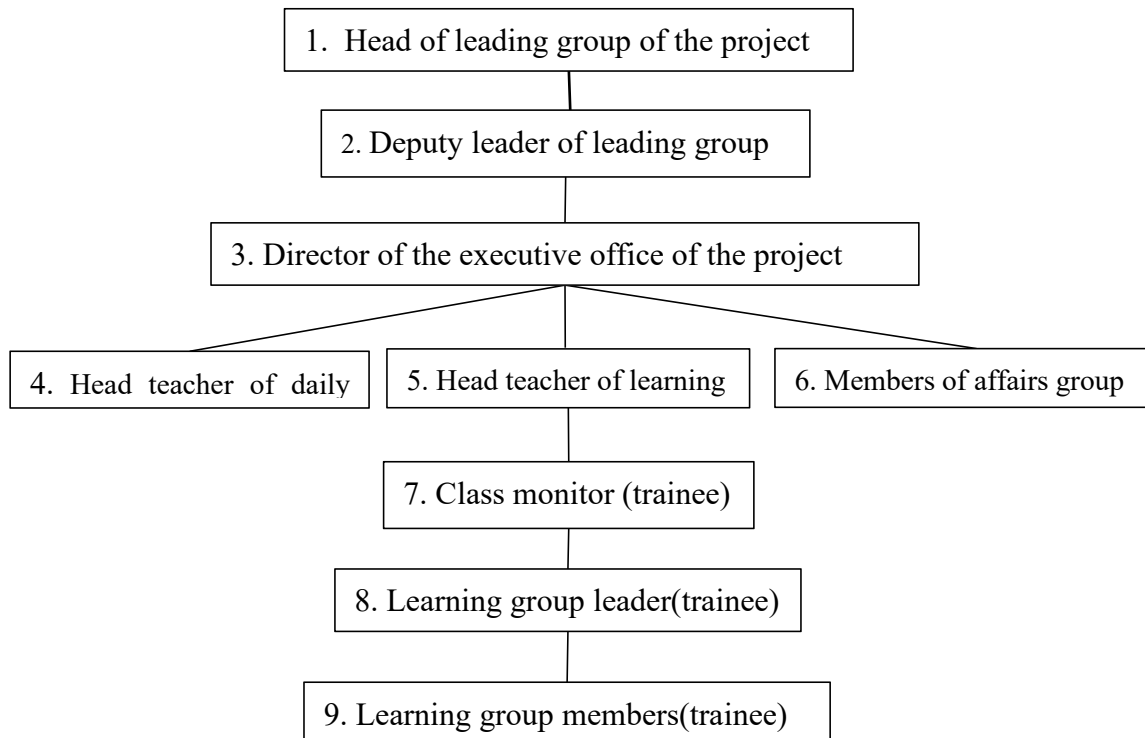 1. Head of leading group of the project
2. Deputy leader of leading group
3. Director of the executive office of the project
4. Head teacher of daily
5. Head teacher of learning
6. Members of affairs group
7. Class monitor (trainee)
8. Learning group leader(trainee)
9. Learning group members(trainee)